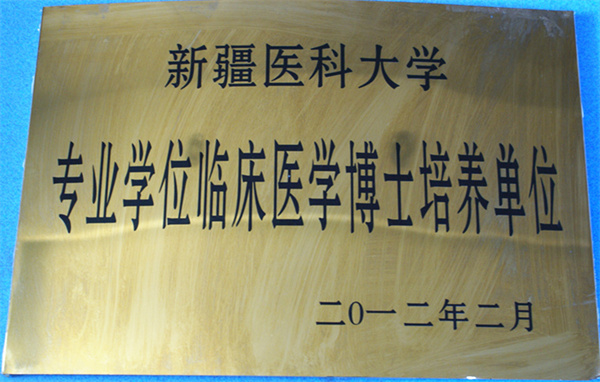 新疆医科大学
专业学位临床医学博士培养单位
二0一二年二月